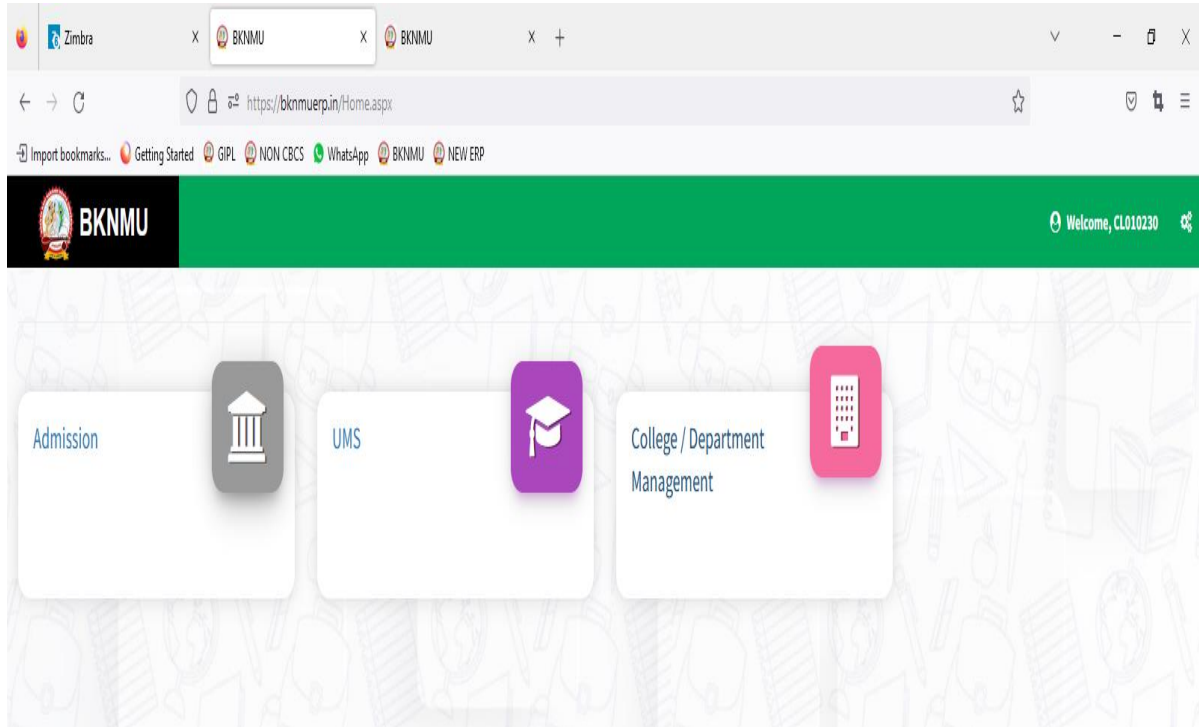 Zimbra
BKNMU
BKNMU
https://bknmuerp.in/Home.aspx
Import bookmarks... Getting Started GIPL NON CBCS WhatsApp BKNMU NEW ERP
BKNMU
Welcome, CL010230
Admission
UMS
College / Department
Management